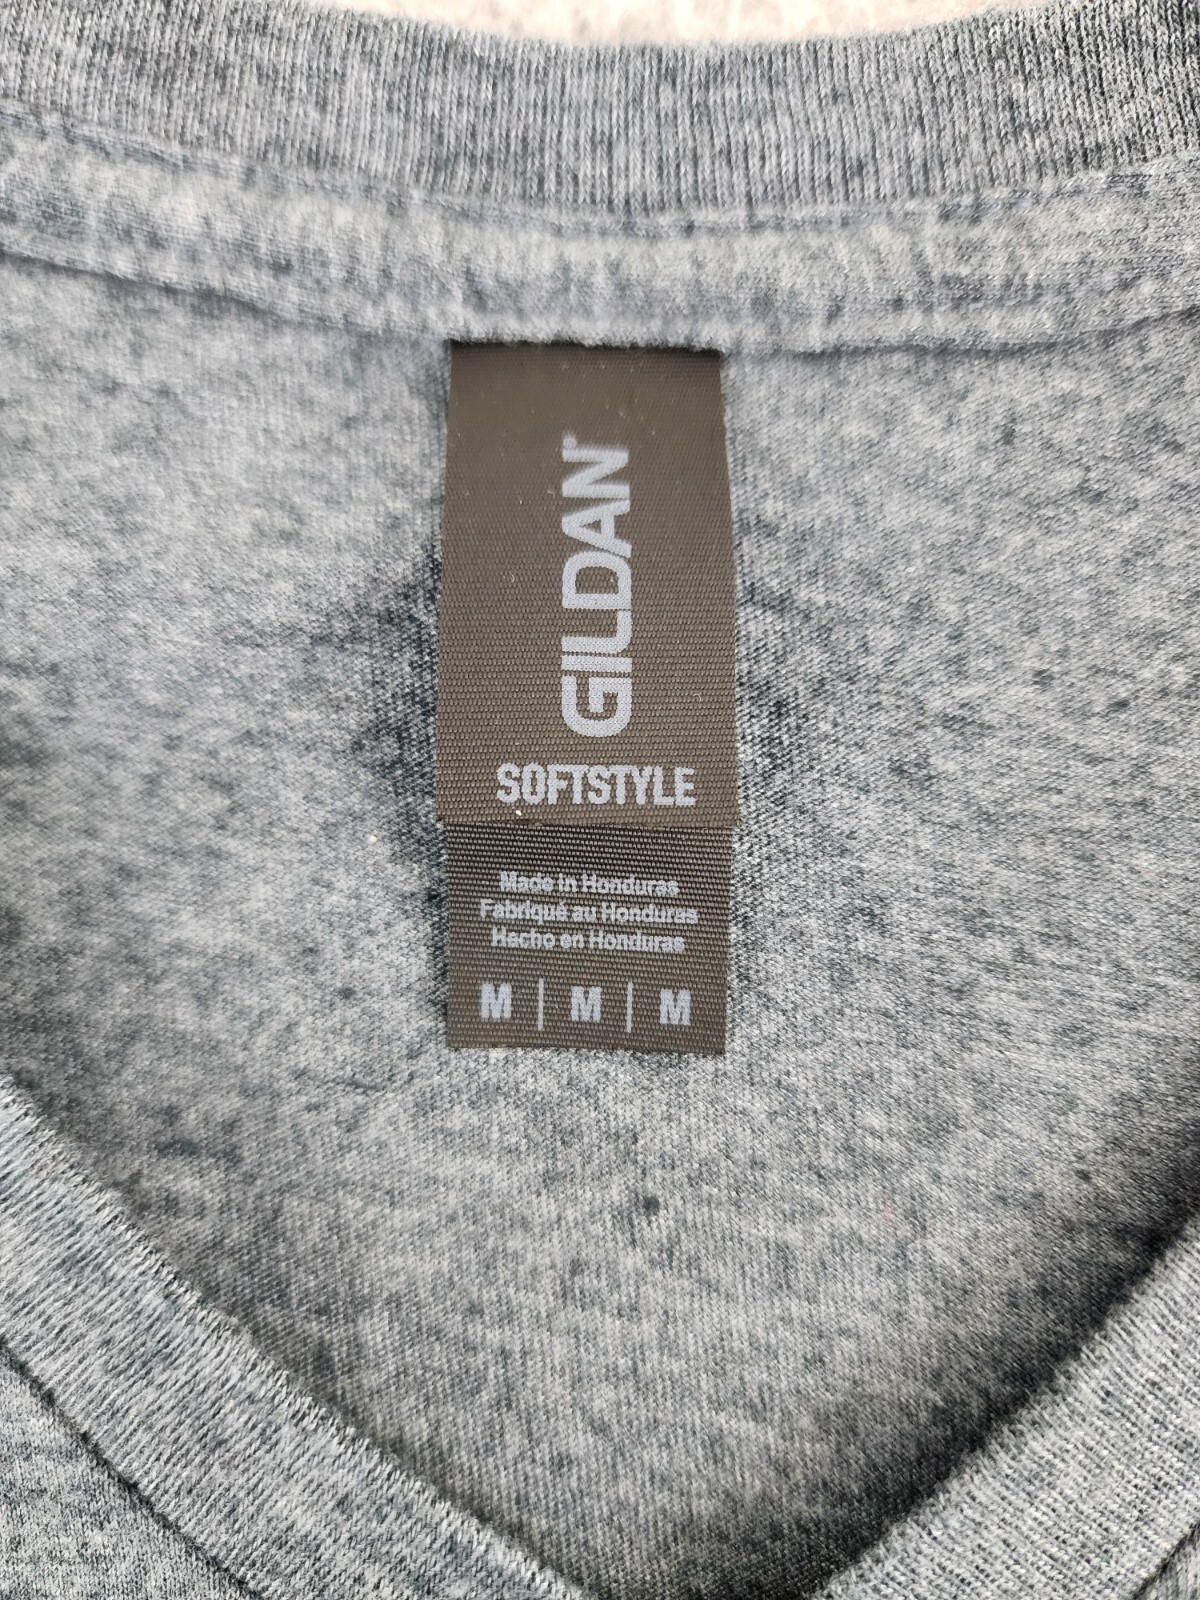 GILDAN®
SOFTSTYLE
Made in Honduras
Fabriqué au Honduras
Hecho en Honduras
M | M | M